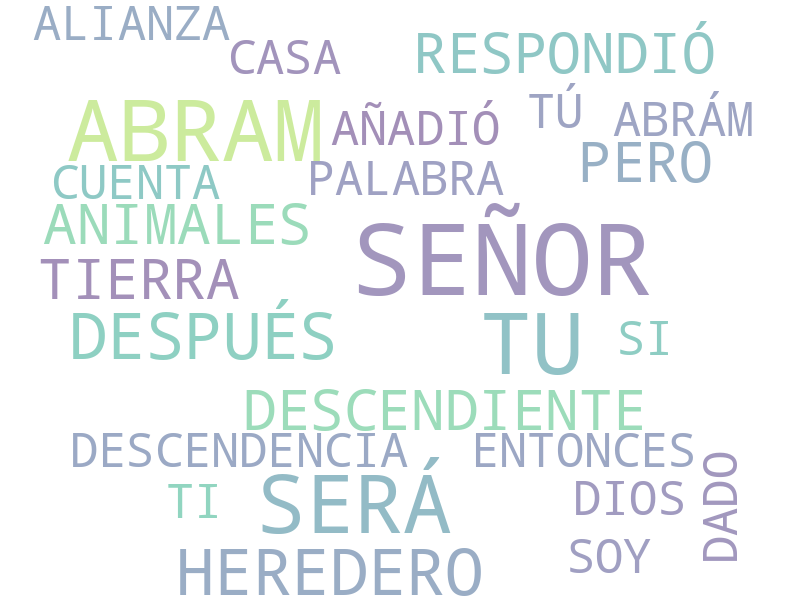 ALIANZA
CASA
RESPONDIÓ
ABRAM
AÑADIÓ
TÚ
ABRÁM
CUENTA
PALABRA
PERO
ANIMALES
SEÑOR
TIERRA
DESPUÉS
TU
SI
DESCENDIENTE
DESCENDENCIA
ENTONCES
TI
SERÁ
DIOS
DADO
HEREDERO
SOY